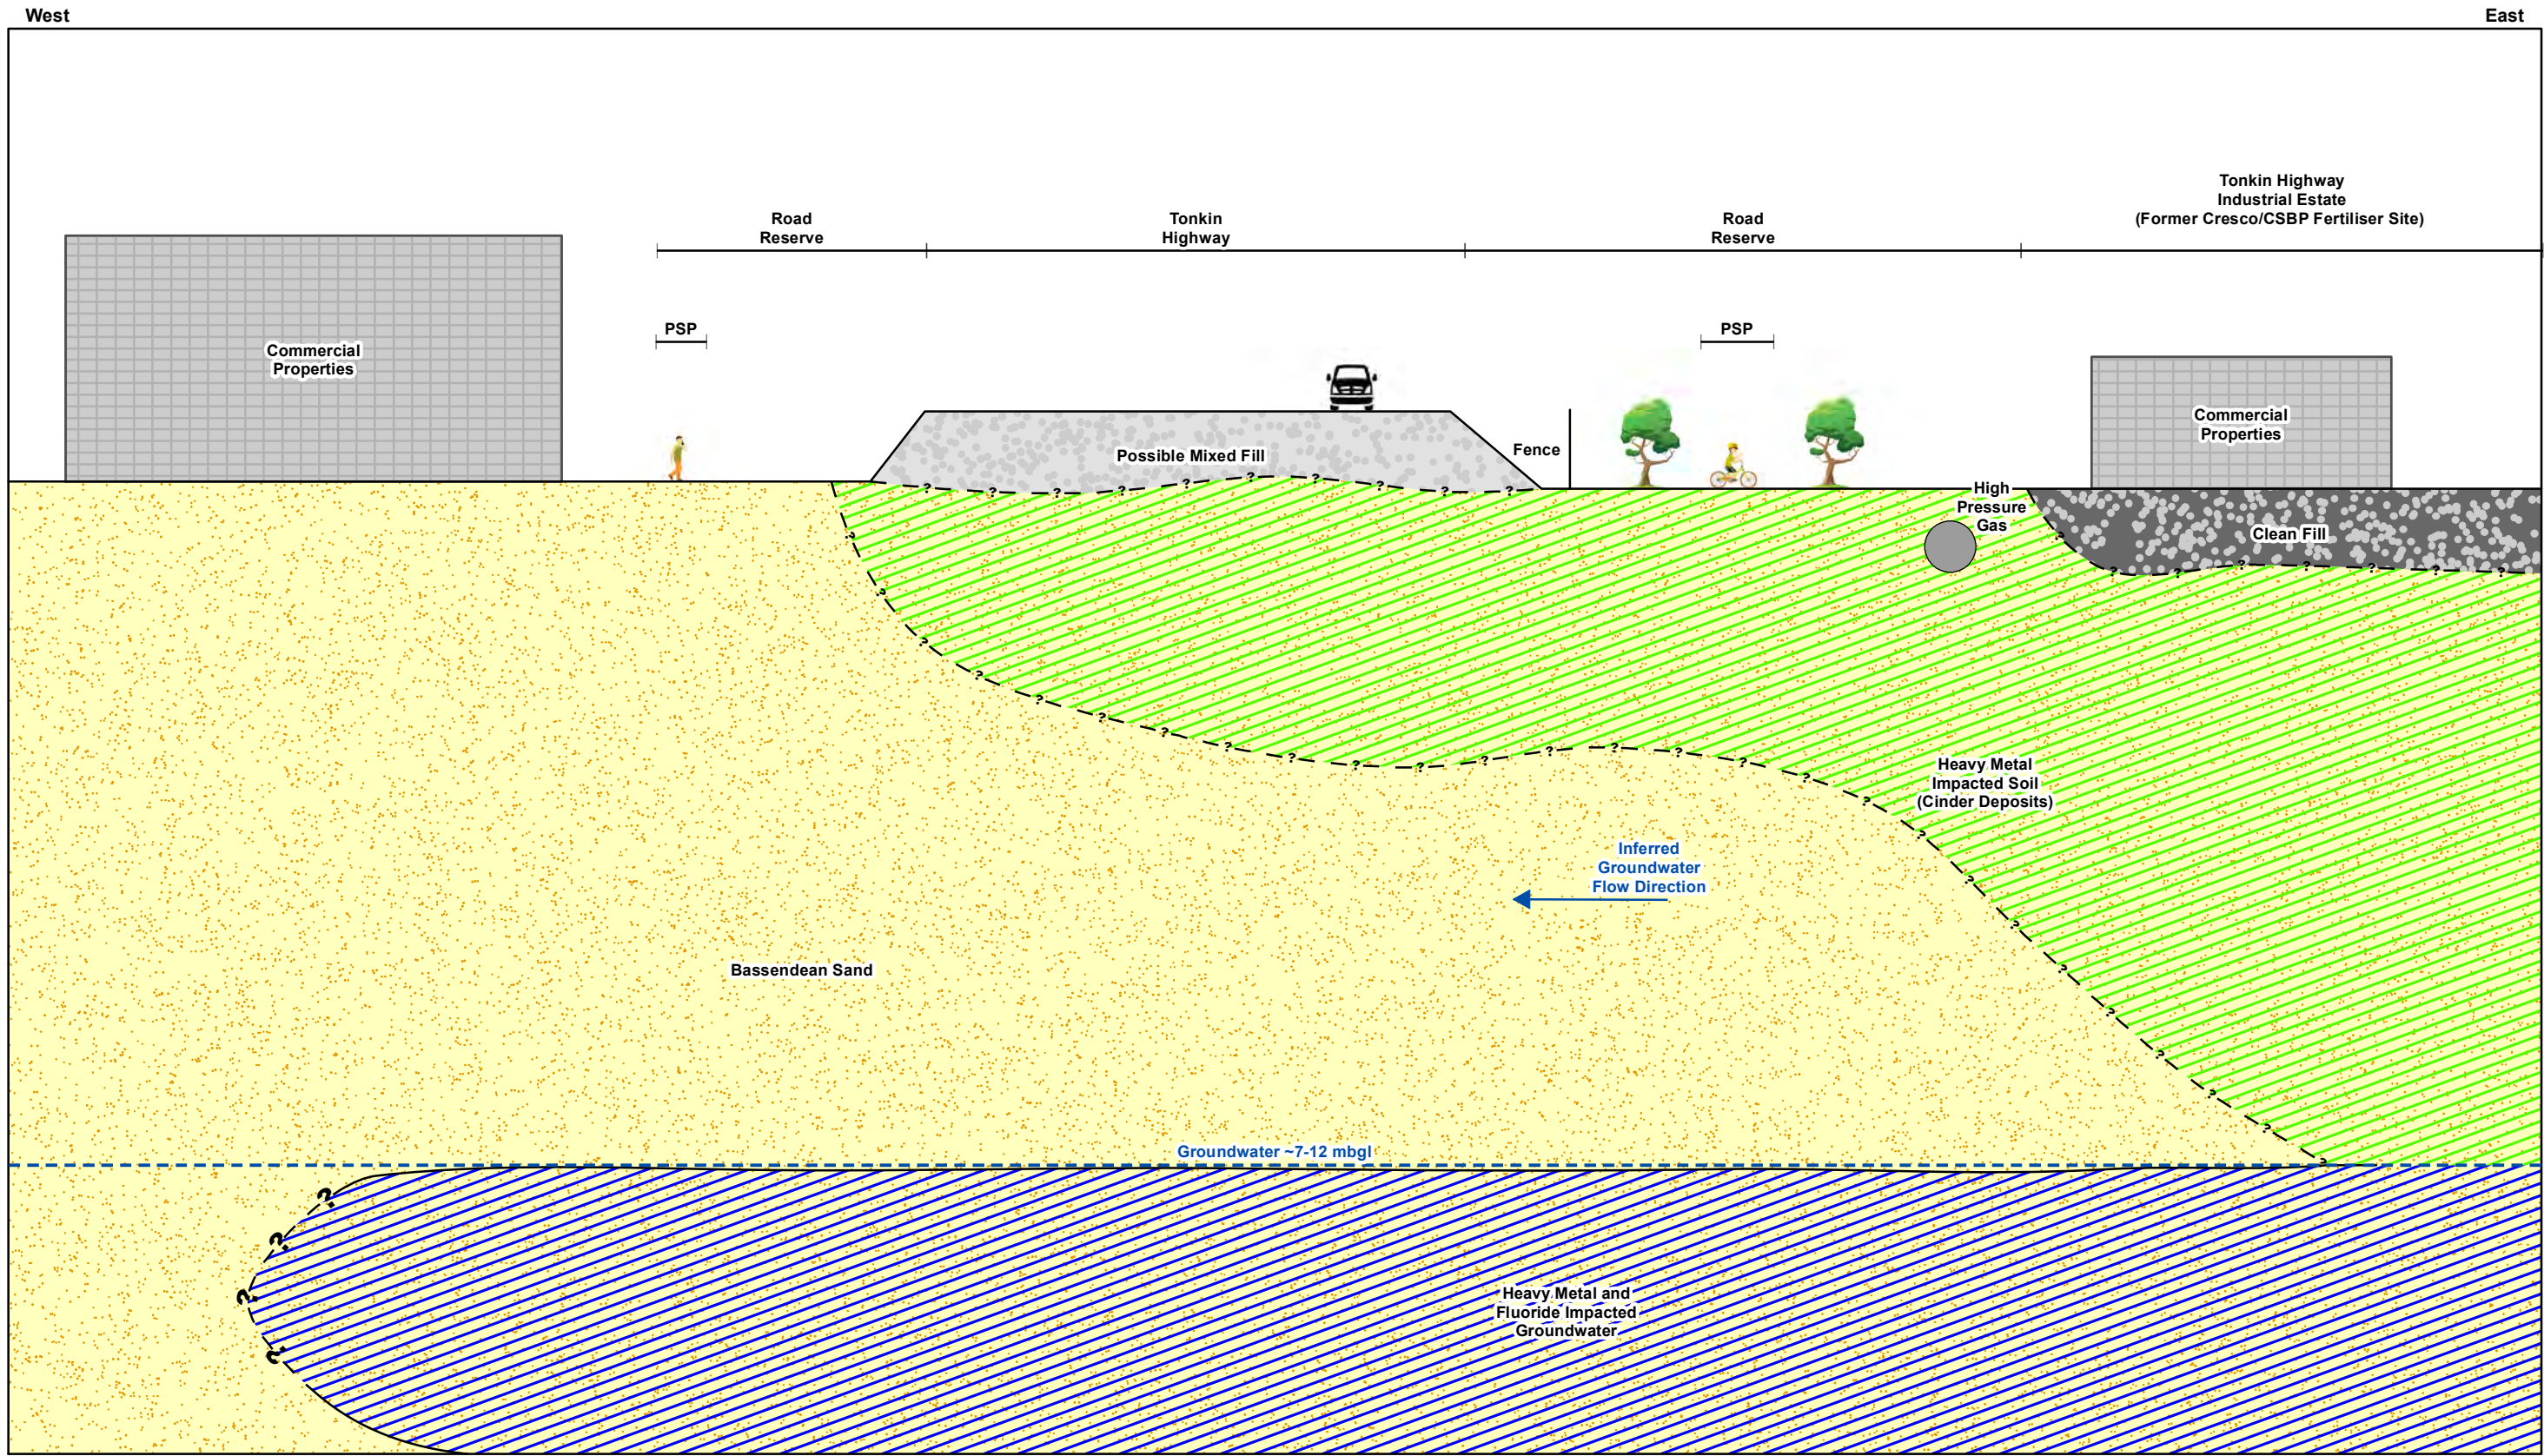 West
East
Tonkin Highway
Industrial Estate
(Former Cresco/CSBP Fertiliser Site)
Road
Reserve
Tonkin
Highway
Road
Reserve
PSP
PSP
Commercial
Properties
Commercial
Properties
Possible Mixed Fill
Fence
High
Pressure
Gas
Clean Fill
Heavy Metal
Impacted Soil
(Cinder Deposits)
Inferred
Groundwater
Flow Direction
Bassendean Sand
Groundwater ~7-12 mbgl
Heavy Metal and
Fluoride Impacted
Groundwater